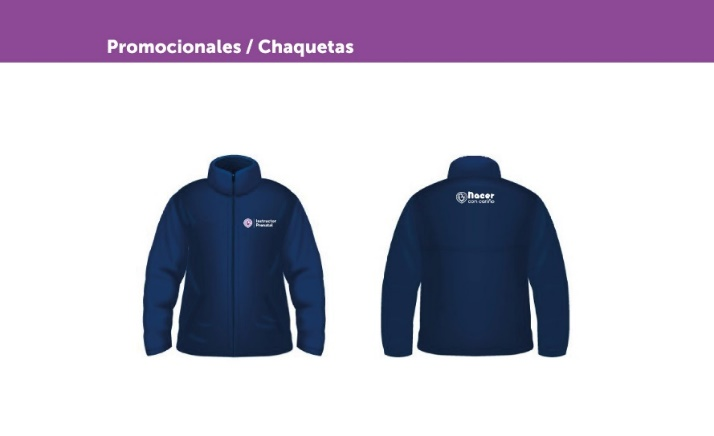 Promocionales / Chaquetas
Instructor
Prenatal
Nacer
con cariño